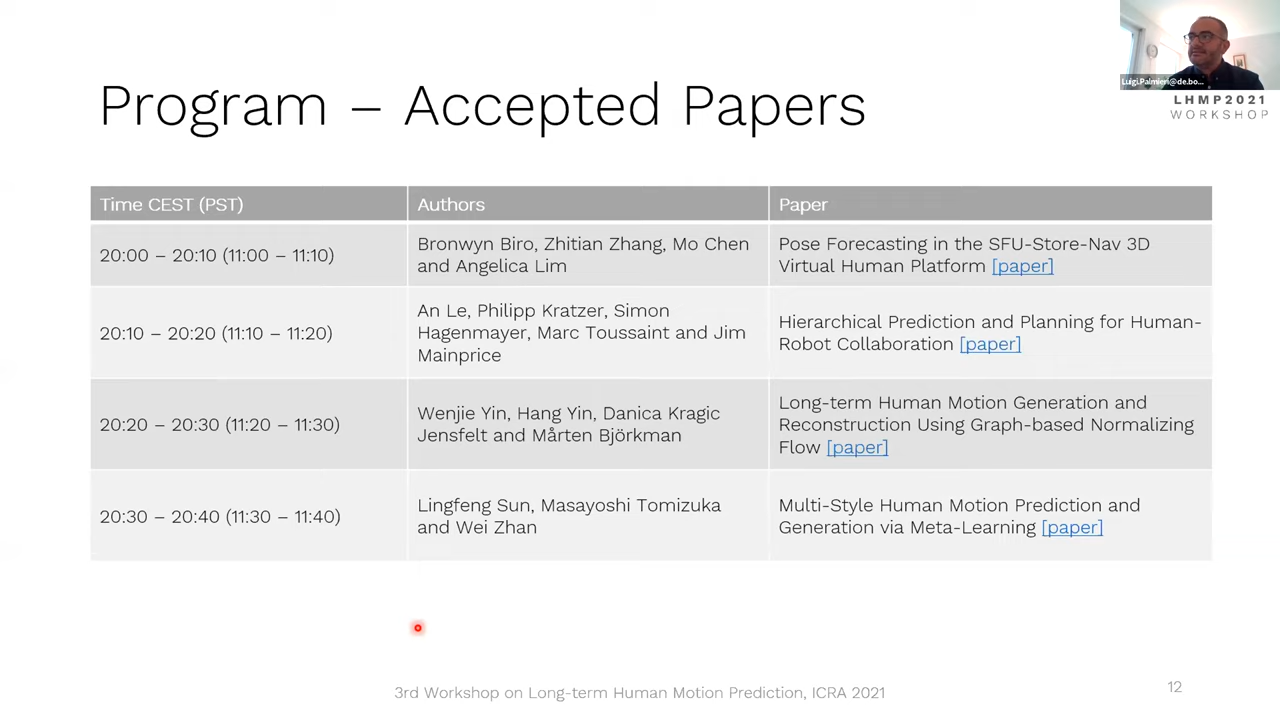 Luigi.Palmieri@de.bo...
LHMP2021
WORKSHOP
Program – Accepted Papers
Time CEST (PST)
Authors
Paper
20:00 – 20:10 (11:00 – 11:10)
Bronwyn Biro, Zhitian Zhang, Mo Chen
and Angelica Lim
Pose Forecasting in the SFU-Store-Nav 3D
Virtual Human Platform [paper]
20:10 – 20:20 (11:10 – 11:20)
An Le, Philipp Kratzer, Simon
Hagenmayer, Marc Toussaint and Jim
Mainprice
Hierarchical Prediction and Planning for Human-
Robot Collaboration [paper]
20:20 – 20:30 (11:20 – 11:30)
Wenjie Yin, Hang Yin, Danica Kragic
Jensfelt and Mårten Björkman
Long-term Human Motion Generation and
Reconstruction Using Graph-based Normalizing
Flow [paper]
20:30 – 20:40 (11:30 – 11:40)
Lingfeng Sun, Masayoshi Tomizuka
and Wei Zhan
Multi-Style Human Motion Prediction and
Generation via Meta-Learning [paper]
3rd Workshop on Long-term Human Motion Prediction, ICRA 2021
12